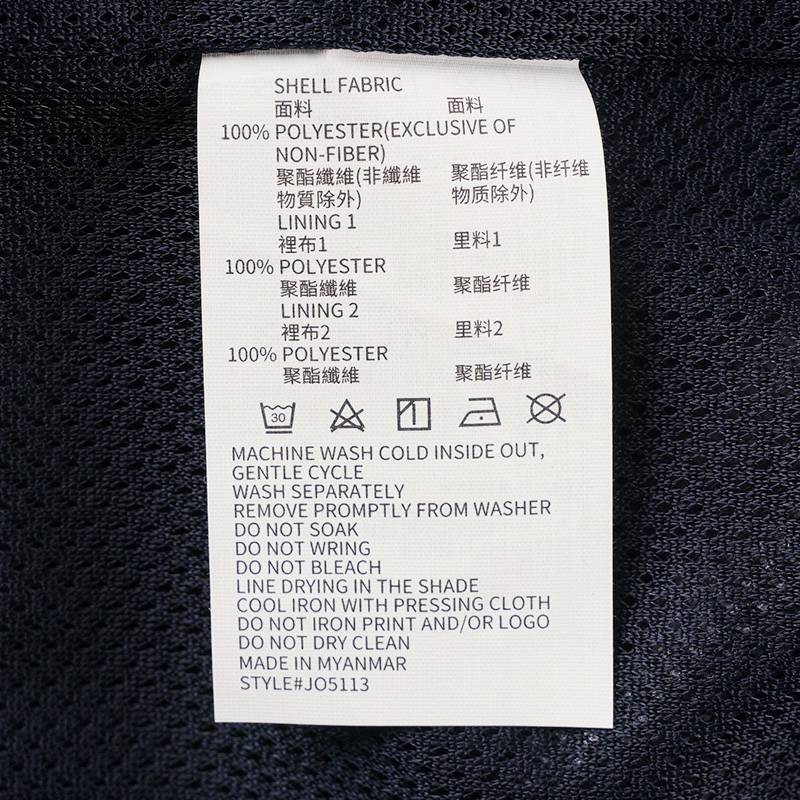 SHELL FABRIC
面料 面料
100% POLYESTER(EXCLUSIVE OF
NON-FIBER)
聚酯纖維(非纖維 聚酯纤维(非纤维
物質除外) 物质除外)
LINING 1
裡布1 里料1
100% POLYESTER
聚酯纖維 聚酯纤维
LINING 2
裡布2 里料2
100% POLYESTER
聚酯纖維 聚酯纤维
30
MACHINE WASH COLD INSIDE OUT,
GENTLE CYCLE
WASH SEPARATELY
REMOVE PROMPTLY FROM WASHER
DO NOT SOAK
DO NOT WRING
DO NOT BLEACH
LINE DRYING IN THE SHADE
COOL IRON WITH PRESSING CLOTH
DO NOT IRON PRINT AND/OR LOGO
DO NOT DRY CLEAN
MADE IN MYANMAR
STYLE#JO5113